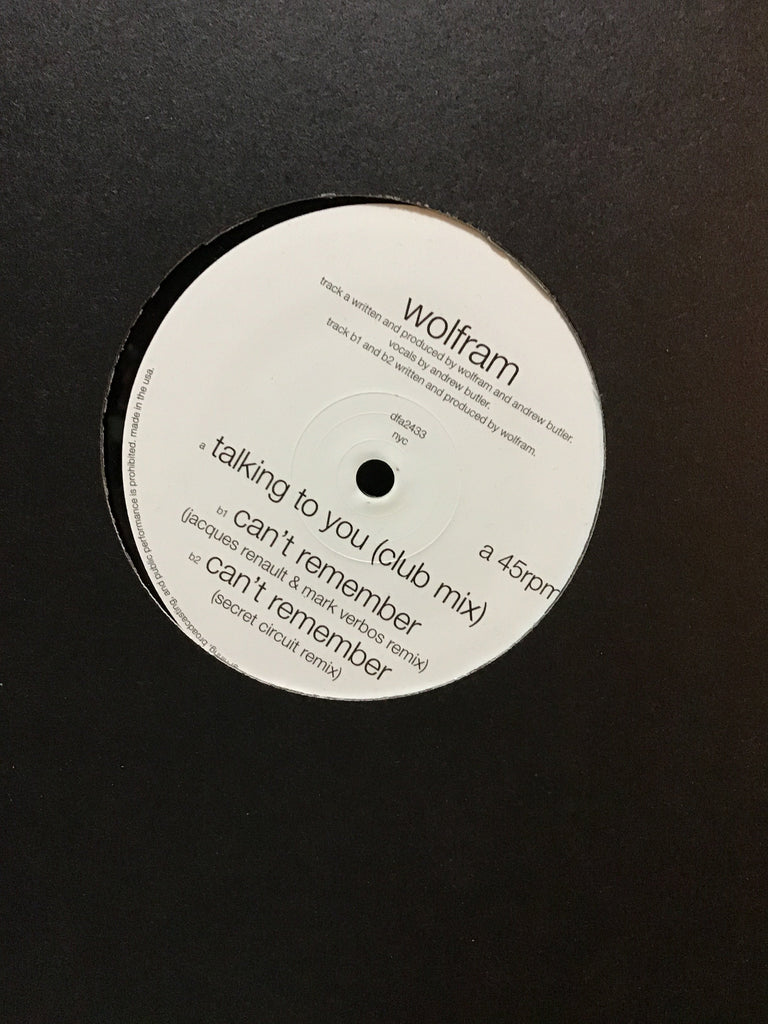 wolfram
track a written and produced by wolfram and andrew butler.
vocals by andrew butler.
track b1 and b2 written and produced by wolfram.
dfa2433
nyc
a talking to you (club mix)
a 45rpm
b1 can't remember
(jacques renault & mark verbos remix)
b2 can't remember
(secret circuit remix)
broadcasting, and public performance is prohibited. made in the usa.